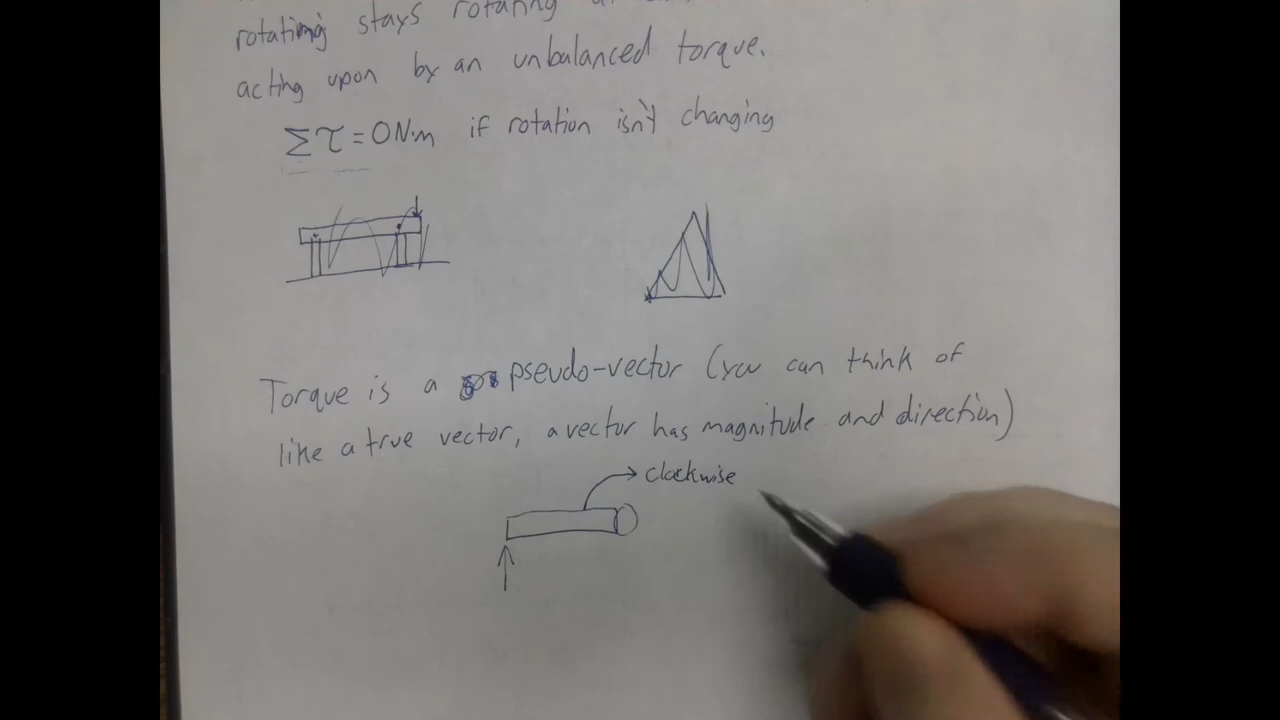 rotating stays rotating
acting upon by an unbalanced torque.
Στ = 0 N·m if rotation isn't changing
Torque is a pseudo-vector (you can think of
like a true vector, a vector has magnitude and direction)
clockwise